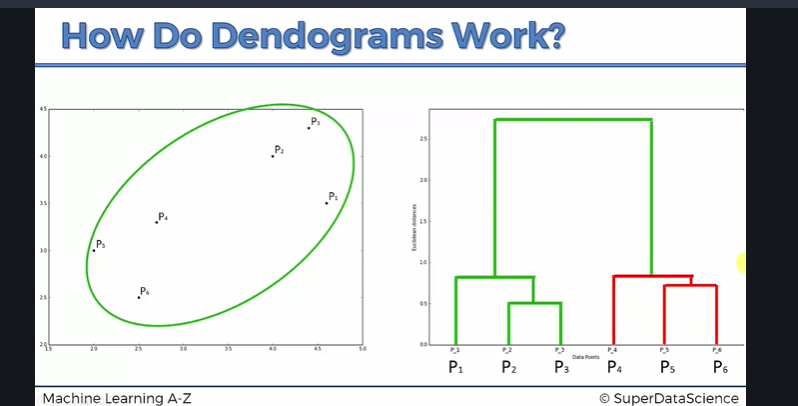 How Do Dendograms Work?
4.5
4.0
3.5
3.0
2.5
2.0
1.5
2.0
2.5
3.0
3.5
4.0
4.5
5.0
P₃
P₂
P₁
P₄
P₅
P₆
Euclidean distances
2.5
2.0
1.5
1.0
0.5
0.0
P_1 P_2 P_3 P_4 P_5 P_6
Data Points
P₁ P₂ P₃ P₄ P₅ P₆
Machine Learning A-Z
© SuperDataScience